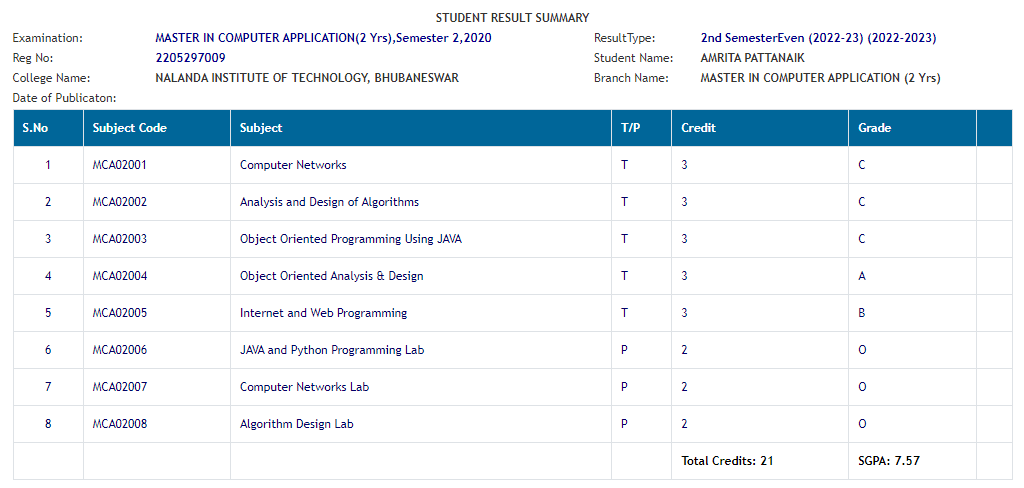 STUDENT RESULT SUMMARY
Examination: MASTER IN COMPUTER APPLICATION(2 Yrs),Semester 2,2020 ResultType: 2nd SemesterEven (2022-23) (2022-2023)
Reg No: 2205297009 Student Name: AMRITA PATTANAIK
College Name: NALANDA INSTITUTE OF TECHNOLOGY, BHUBANESWAR Branch Name: MASTER IN COMPUTER APPLICATION (2 Yrs)
Date of Publicaton:
S.No Subject Code Subject T/P Credit Grade
1 MCA02001 Computer Networks T 3 C
2 MCA02002 Analysis and Design of Algorithms T 3 C
3 MCA02003 Object Oriented Programming Using JAVA T 3 C
4 MCA02004 Object Oriented Analysis & Design T 3 A
5 MCA02005 Internet and Web Programming T 3 B
6 MCA02006 JAVA and Python Programming Lab P 2 O
7 MCA02007 Computer Networks Lab P 2 O
8 MCA02008 Algorithm Design Lab P 2 O
Total Credits: 21 SGPA: 7.57